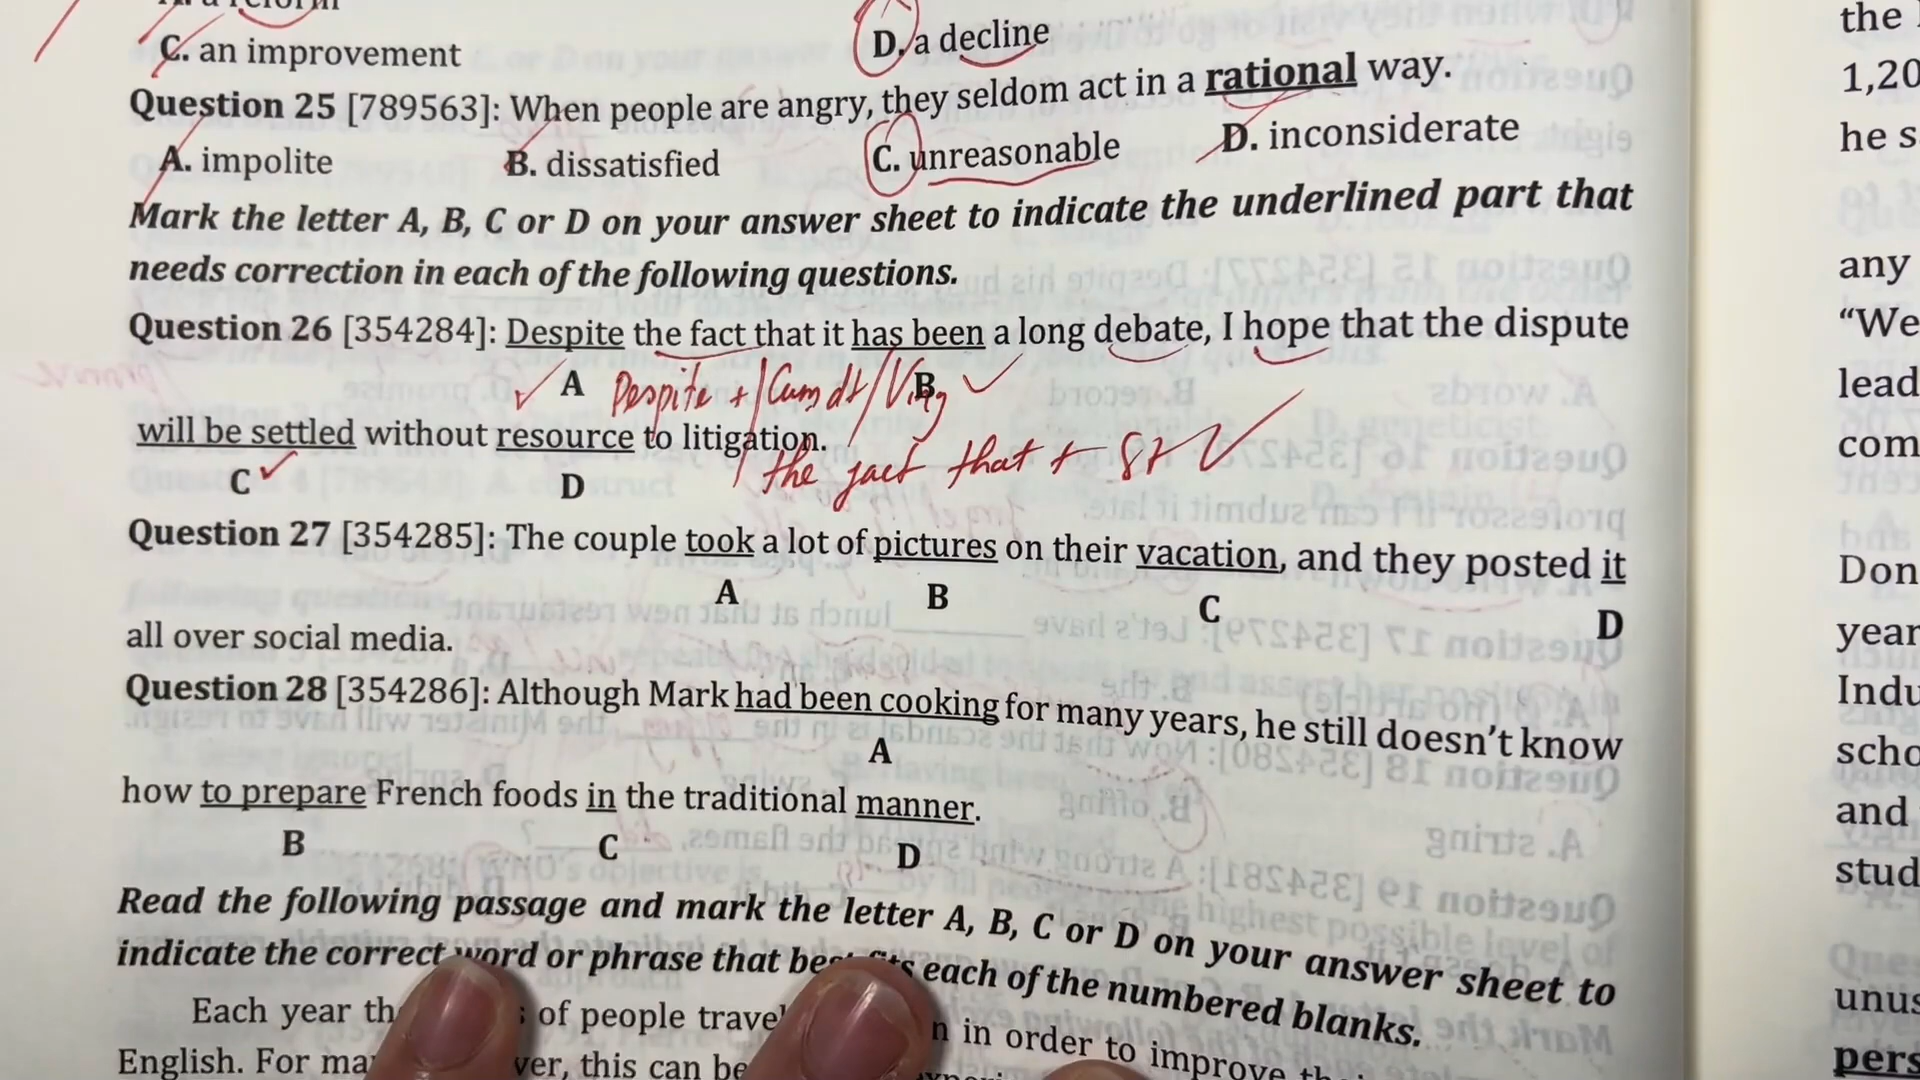 C. an improvement
D. a decline
Question 25 [789563]: When people are angry, they seldom act in a rational way.
A. impolite B. dissatisfied C. unreasonable D. inconsiderate
Mark the letter A, B, C or D on your answer sheet to indicate the underlined part that
needs correction in each of the following questions.
Question 26 [354284]: Despite the fact that it has been a long debate, I hope that the dispute
A Despite + / Cụm dt / Ving B
will be settled without resource to litigation.
the fact that + St
C D
Question 27 [354285]: The couple took a lot of pictures on their vacation, and they posted it
A B C D
all over social media.
Question 28 [354286]: Although Mark had been cooking for many years, he still doesn't know
A
how to prepare French foods in the traditional manner.
B C D
Read the following passage and mark the letter A, B, C or D on your answer sheet to
indicate the correct word or phrase that best fits each of the numbered blanks.
Each year of people in order to improve
English. For this can be
the
1,20
he s
any
“We
lead
com
Don
year
Indu
scho
and
stud
unus
pers